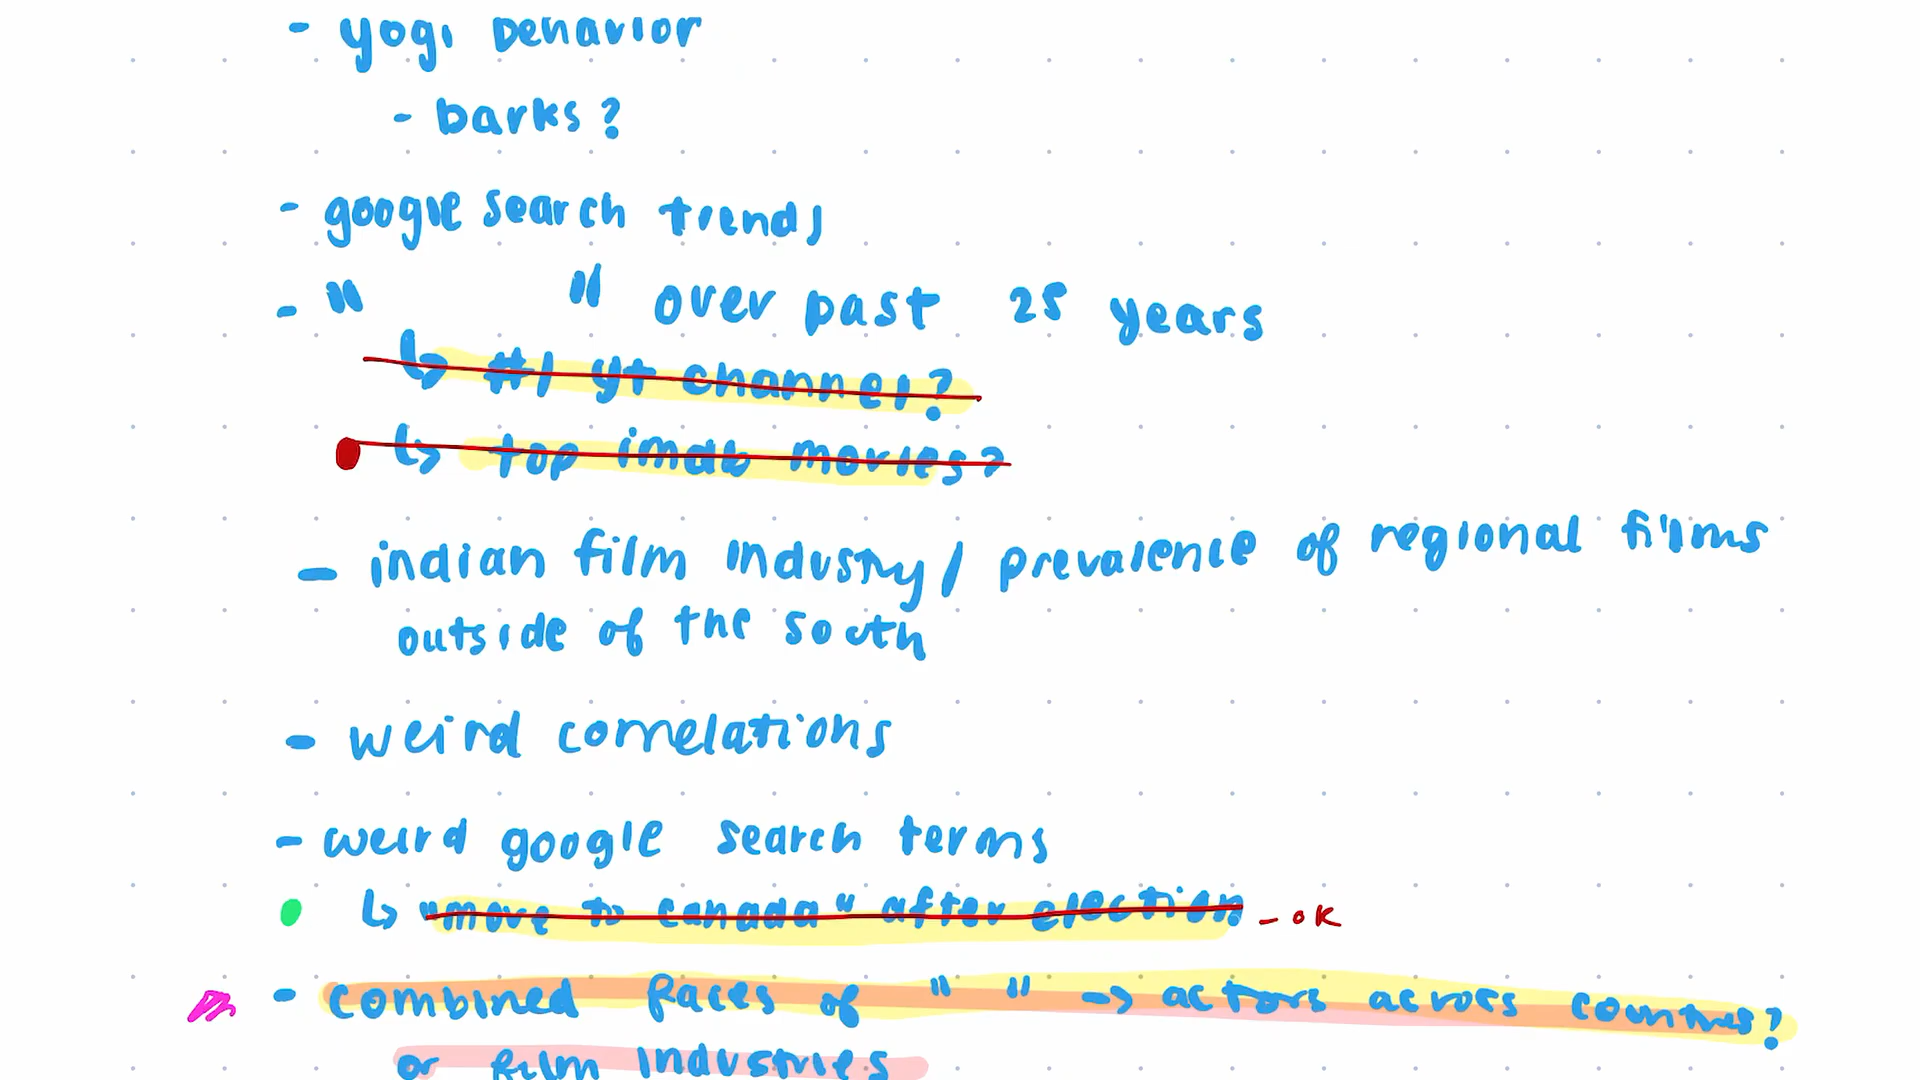 - yogi behavior
- barks?
- google search trends
- " " over past 25 years
↳ #1 yt channel?
↳ top imdb movies?
- indian film industry / prevalence of regional films
outside of the south
- weird correlations
- weird google search terms
↳ "move to canada" after election - ok
- combined faces of " " → actors across countries?
or film industries